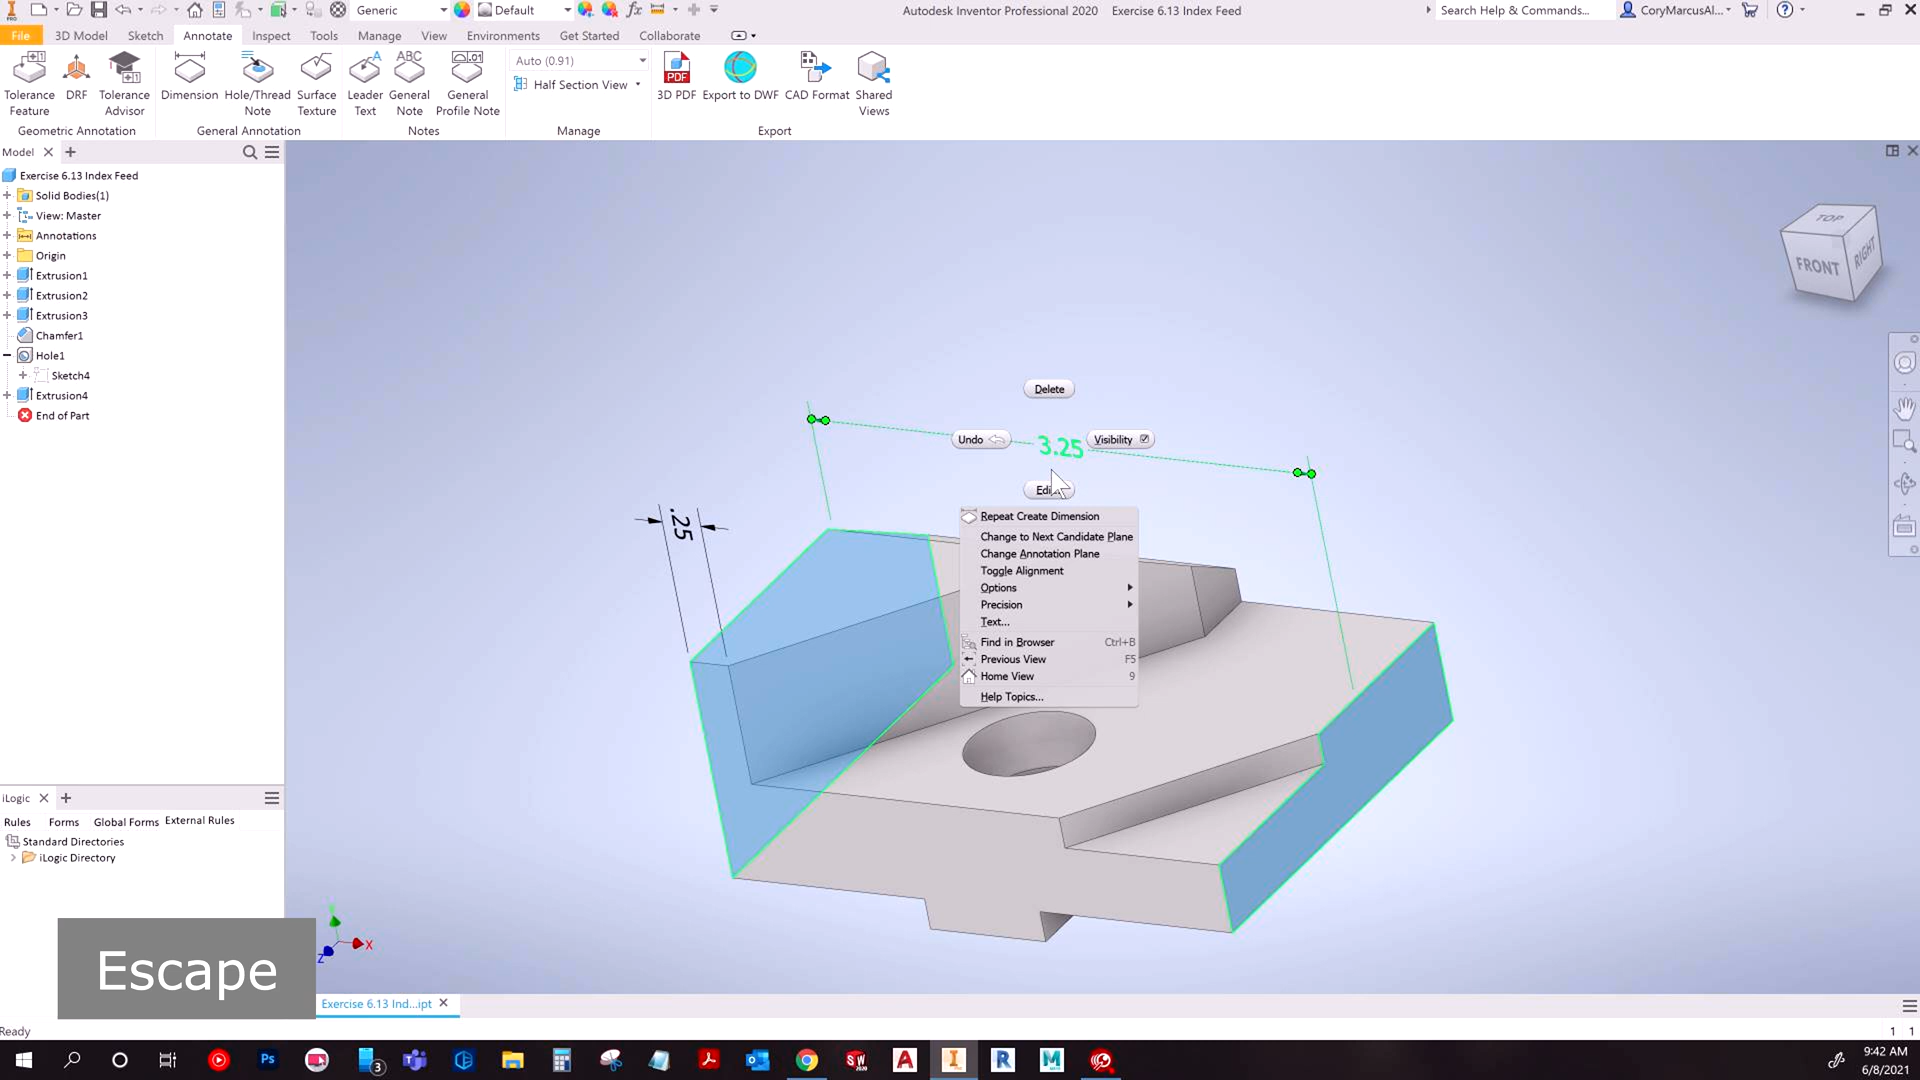 Generic
Default
Autodesk Inventor Professional 2020 Exercise 6.13 Index Feed
Search Help & Commands...
CoryMarcusAl...
File 3D Model Sketch Annotate Inspect Tools Manage View Environments Get Started Collaborate
Tolerance Feature
DRF
Tolerance Advisor
Dimension
Hole/Thread Note
Surface Texture
Leader Text
General Note
General Profile Note
Auto (0.91)
Half Section View
3D PDF
Export to DWF
CAD Format
Shared Views
Geometric Annotation
General Annotation
Notes
Manage
Export
Model
Exercise 6.13 Index Feed
Solid Bodies(1)
View: Master
Annotations
Origin
Extrusion1
Extrusion2
Extrusion3
Chamfer1
Hole1
Sketch4
Extrusion4
End of Part
TOP
FRONT
RIGHT
Delete
Undo
3.25
Visibility
.25
Repeat Create Dimension
Change to Next Candidate Plane
Change Annotation Plane
Toggle Alignment
Options
Precision
Text...
Find in Browser Ctrl+B
Previous View F5
Home View 9
Help Topics...
iLogic
Rules Forms Global Forms External Rules
Standard Directories
iLogic Directory
Escape
X
Z
Exercise 6.13 Ind...ipt
Ready
1 1
9:42 AM
6/8/2021